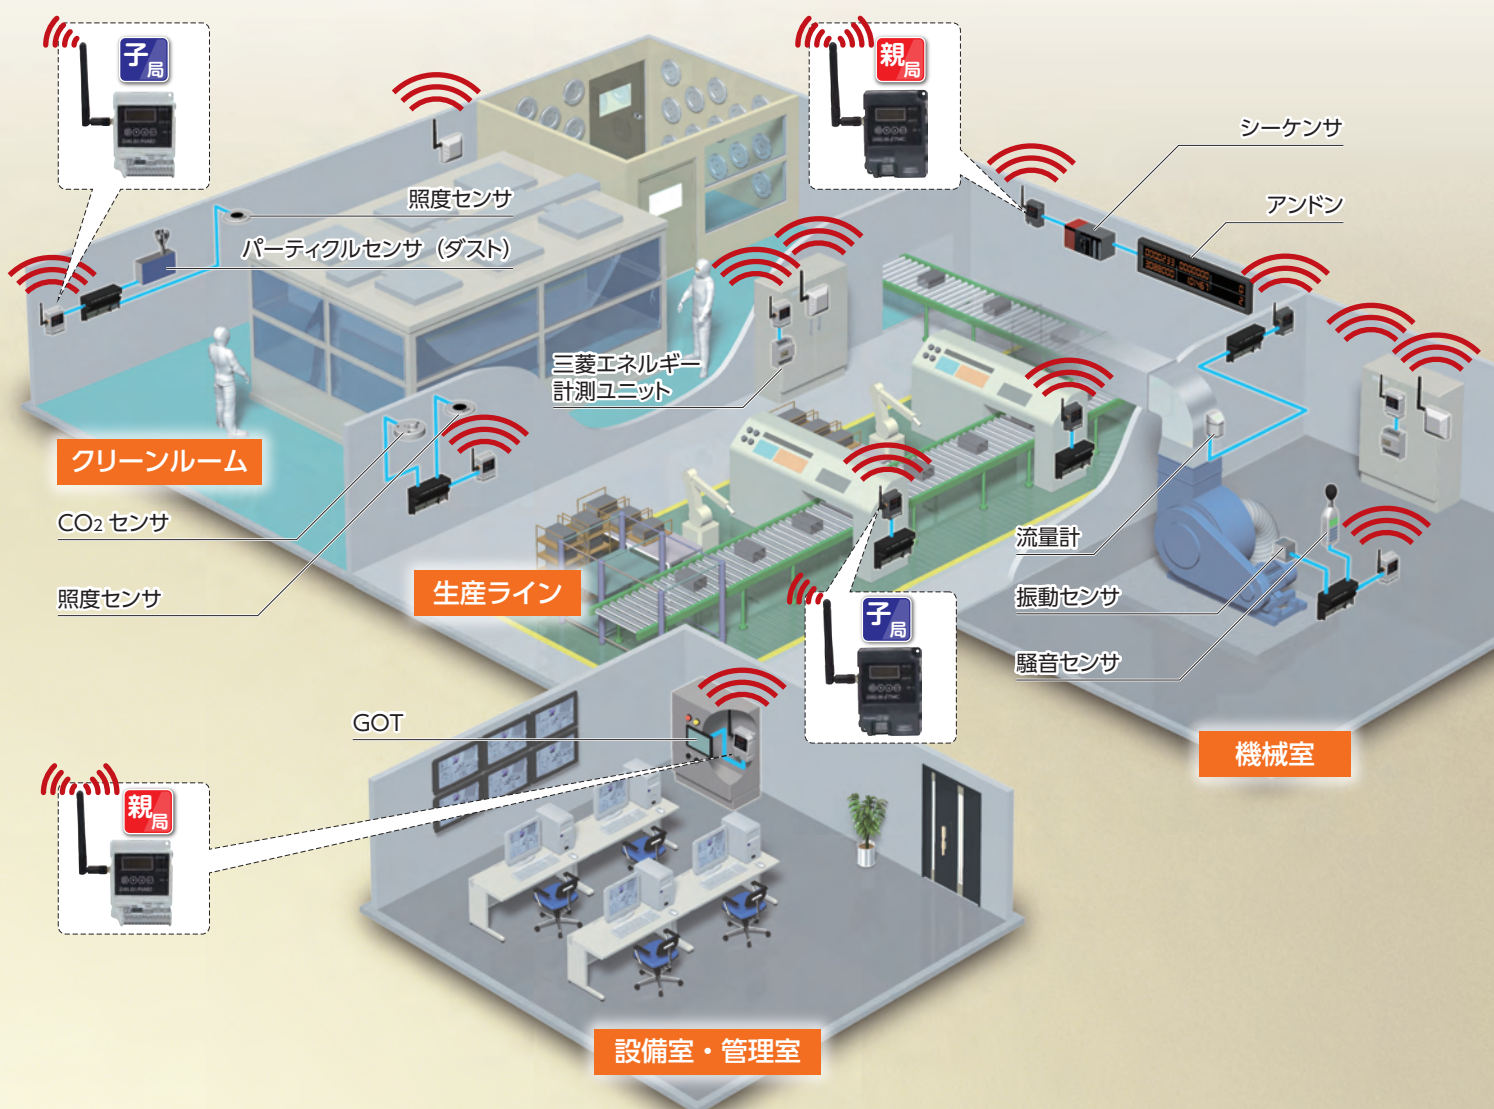 子局
親局
シーケンサ
アンドン
照度センサ
パーティクルセンサ（ダスト）
三菱エネルギー
計測ユニット
クリーンルーム
CO2 センサ
照度センサ
生産ライン
流量計
振動センサ
騒音センサ
子局
機械室
GOT
親局
設備室・管理室